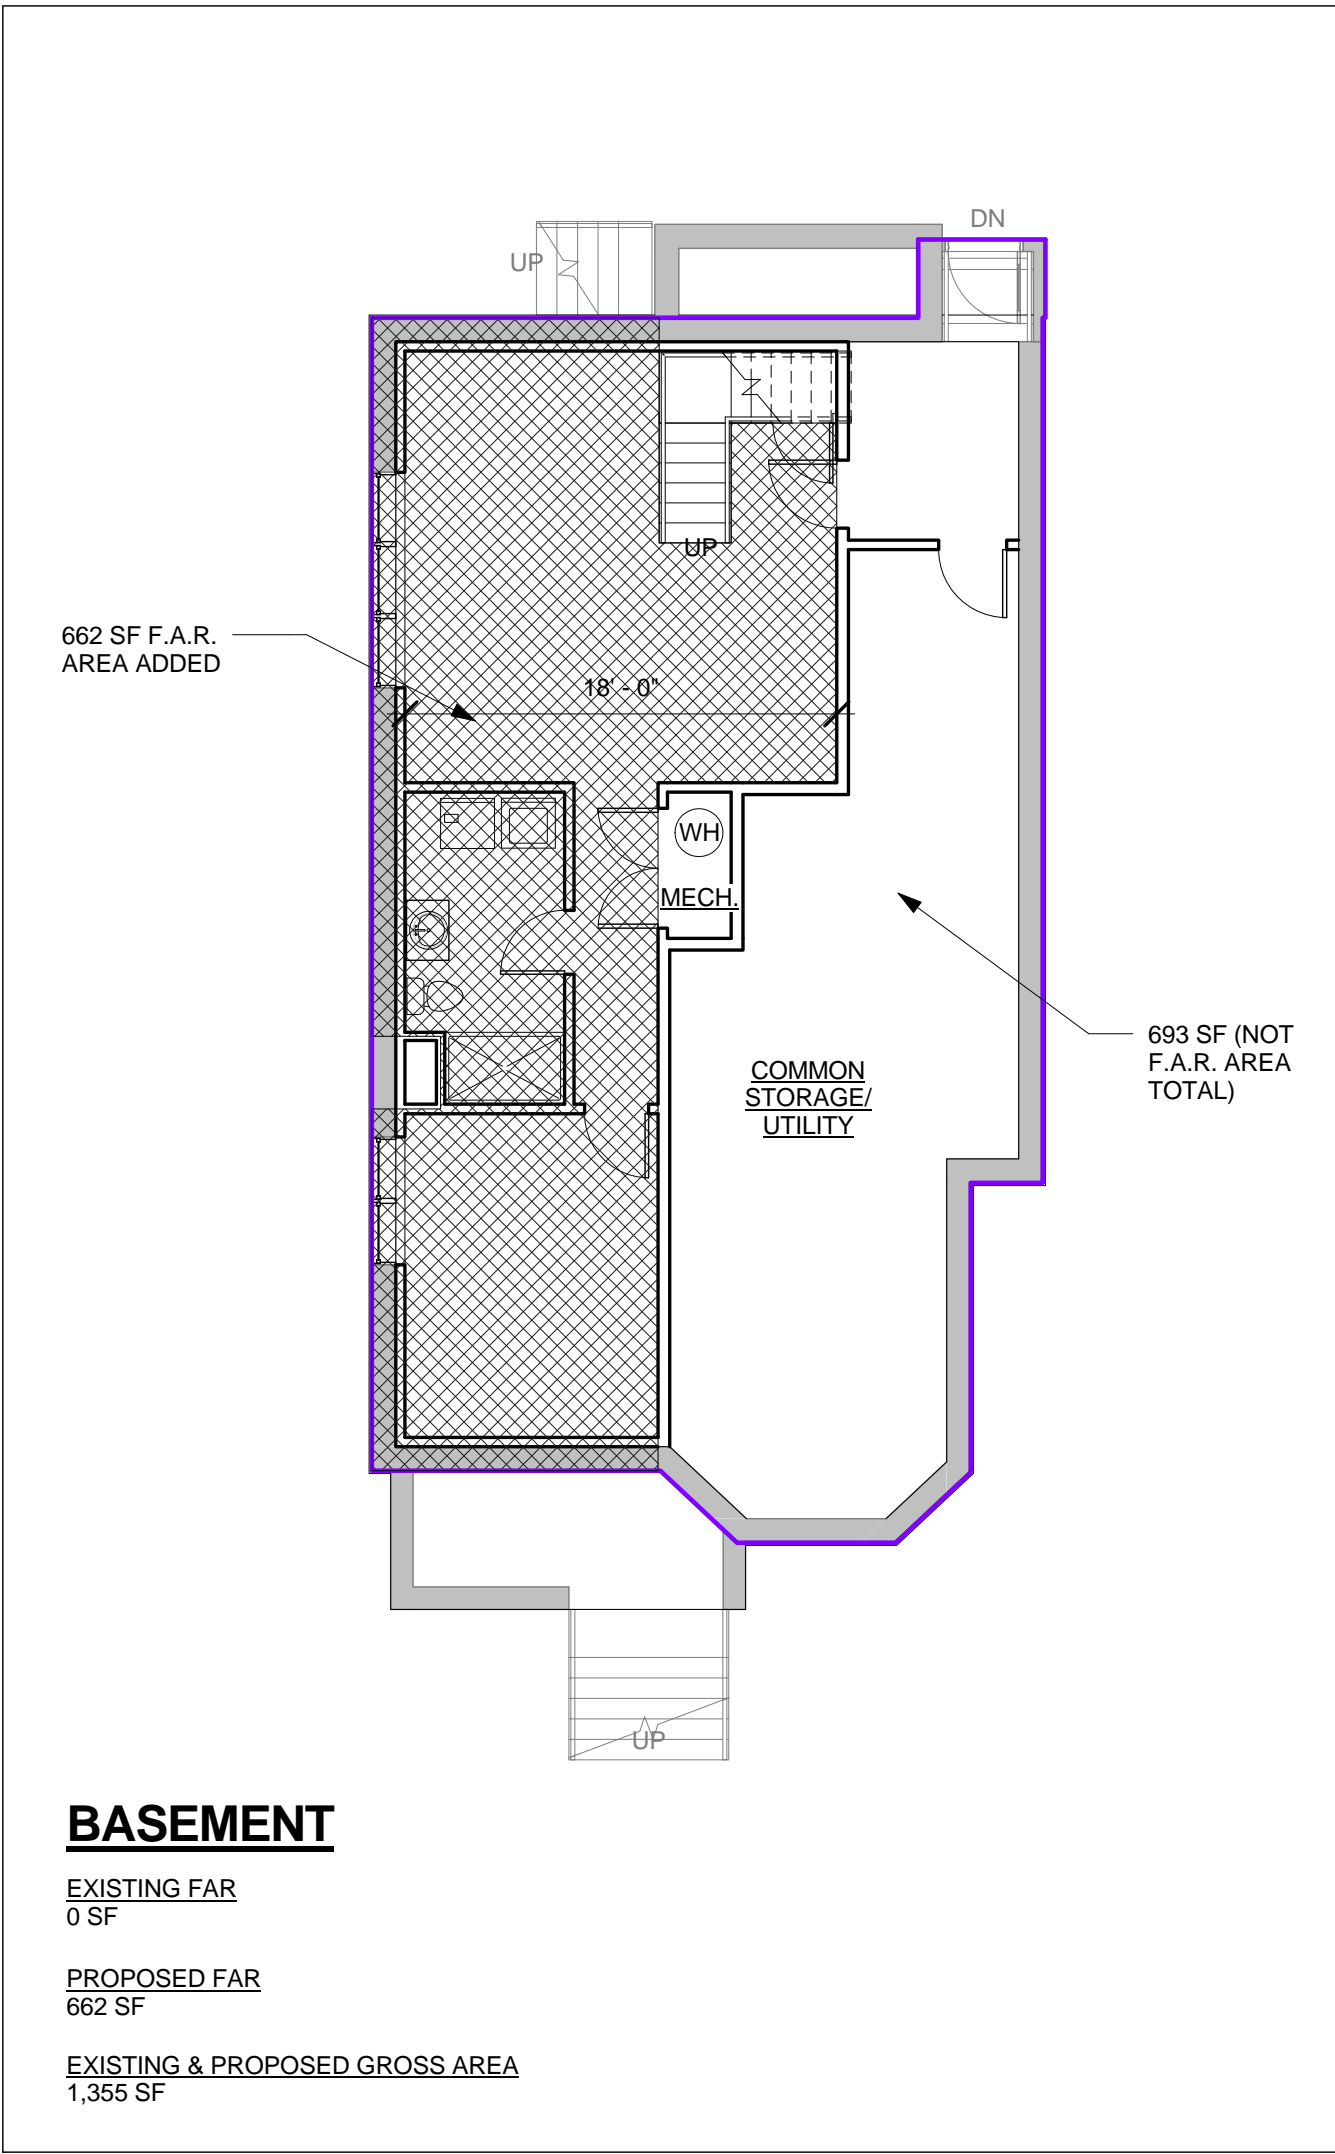 DN
UP
UP
662 SF F.A.R.
AREA ADDED
18' - 0"
WH
MECH.
693 SF (NOT
F.A.R. AREA
TOTAL)
COMMON
STORAGE/
UTILITY
UP
BASEMENT
EXISTING FAR
0 SF
PROPOSED FAR
662 SF
EXISTING & PROPOSED GROSS AREA
1,355 SF